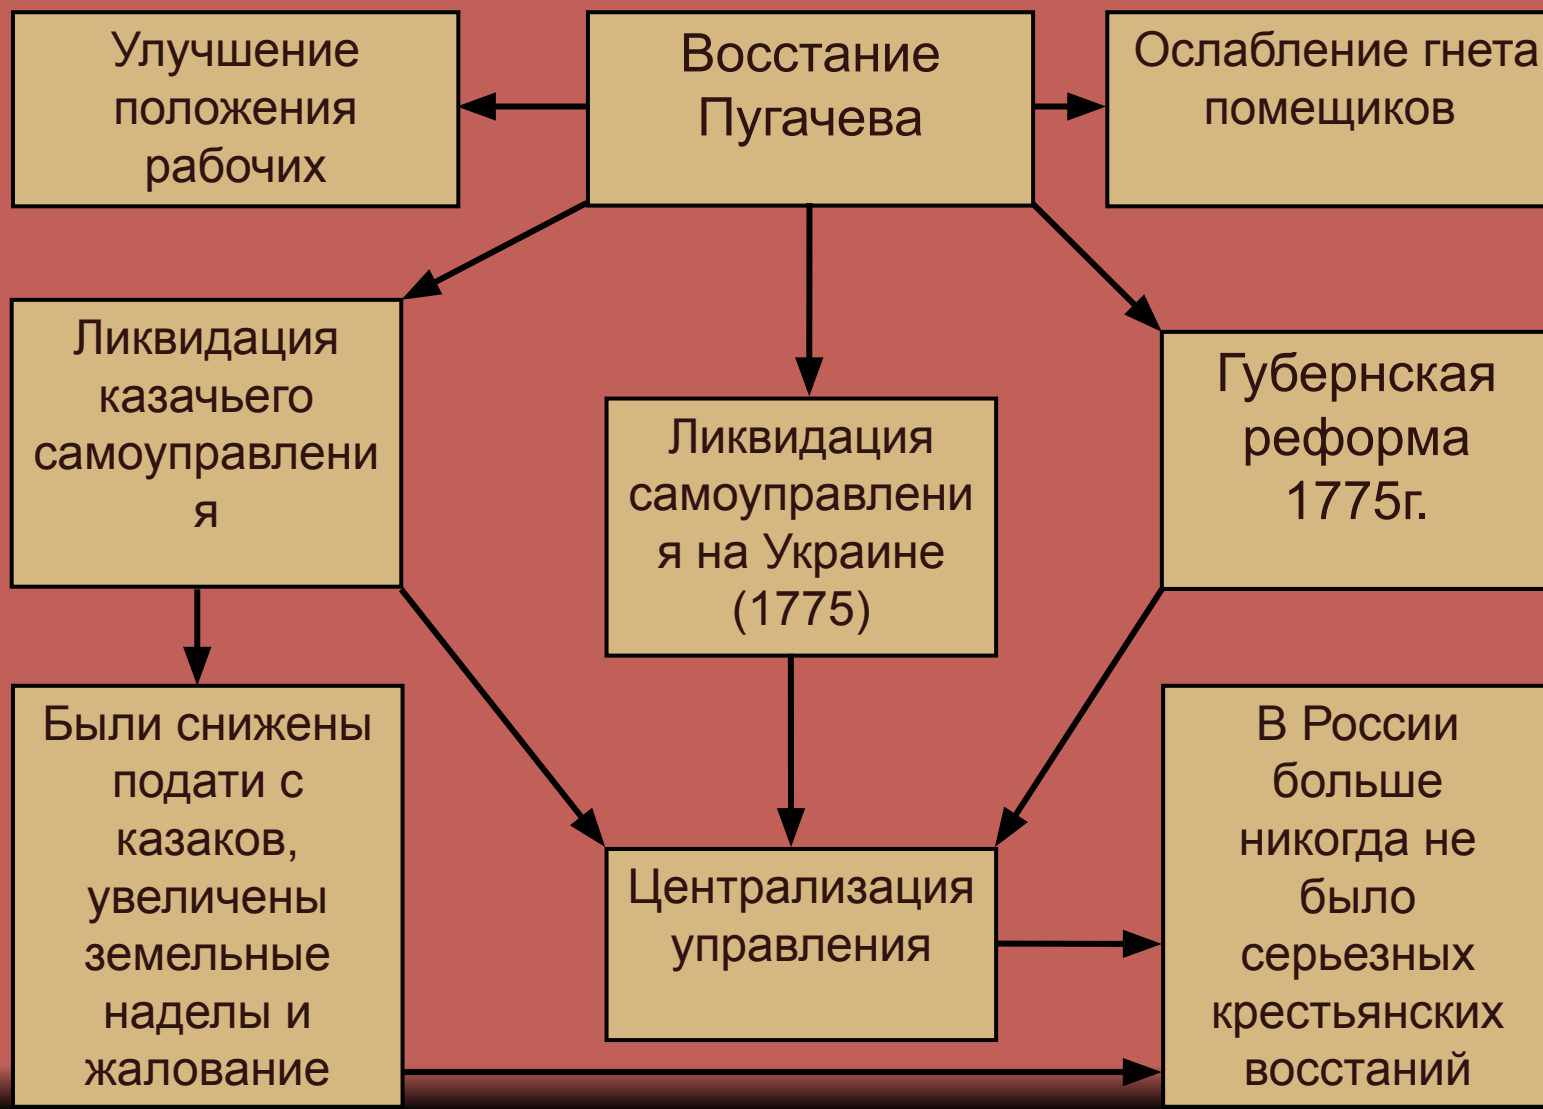 Улучшение
положения
рабочих
Восстание
Пугачева
Ослабление гнета
помещиков
Ликвидация
казачьего
самоуправлени
я
Ликвидация
самоуправлени
я на Украине
(1775)
Губернская
реформа
1775г.
Были снижены
подати с
казаков,
увеличены
земельные
наделы и
жалование
Централизация
управления
В России
больше
никогда не
было
серьезных
крестьянских
восстаний